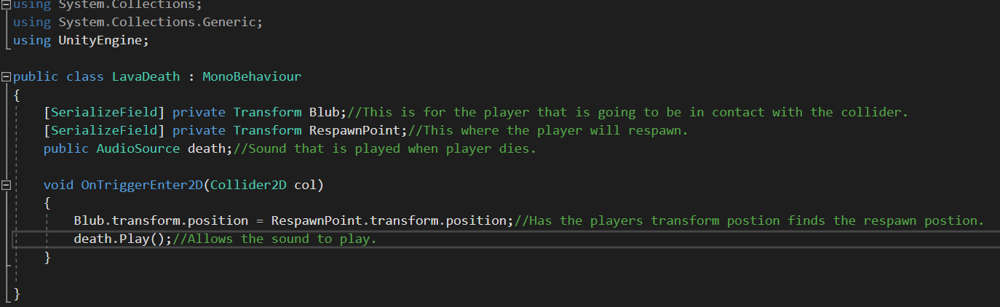 using System.Collections;
using System.Collections.Generic;
using UnityEngine;
public class LavaDeath : MonoBehaviour
{
[SerializeField] private Transform Blub;//This is for the player that is going to be in contact with the collider.
[SerializeField] private Transform RespawnPoint;//This where the player will respawn.
public AudioSource death;//Sound that is played when player dies.
void OnTriggerEnter2D(Collider2D col)
{
Blub.transform.position = RespawnPoint.transform.position;//Has the players transform postion finds the respawn postion.
death.Play();//Allows the sound to play.
}
}